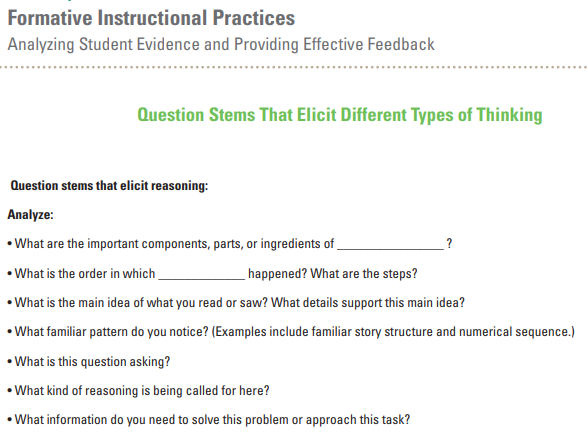 Formative Instructional Practices
Analyzing Student Evidence and Providing Effective Feedback
Question Stems That Elicit Different Types of Thinking
Question stems that elicit reasoning:
Analyze:
• What are the important components, parts, or ingredients of _________________ ?
• What is the order in which ______________ happened? What are the steps?
• What is the main idea of what you read or saw? What details support this main idea?
• What familiar pattern do you notice? (Examples include familiar story structure and numerical sequence.)
• What is this question asking?
• What kind of reasoning is being called for here?
• What information do you need to solve this problem or approach this task?